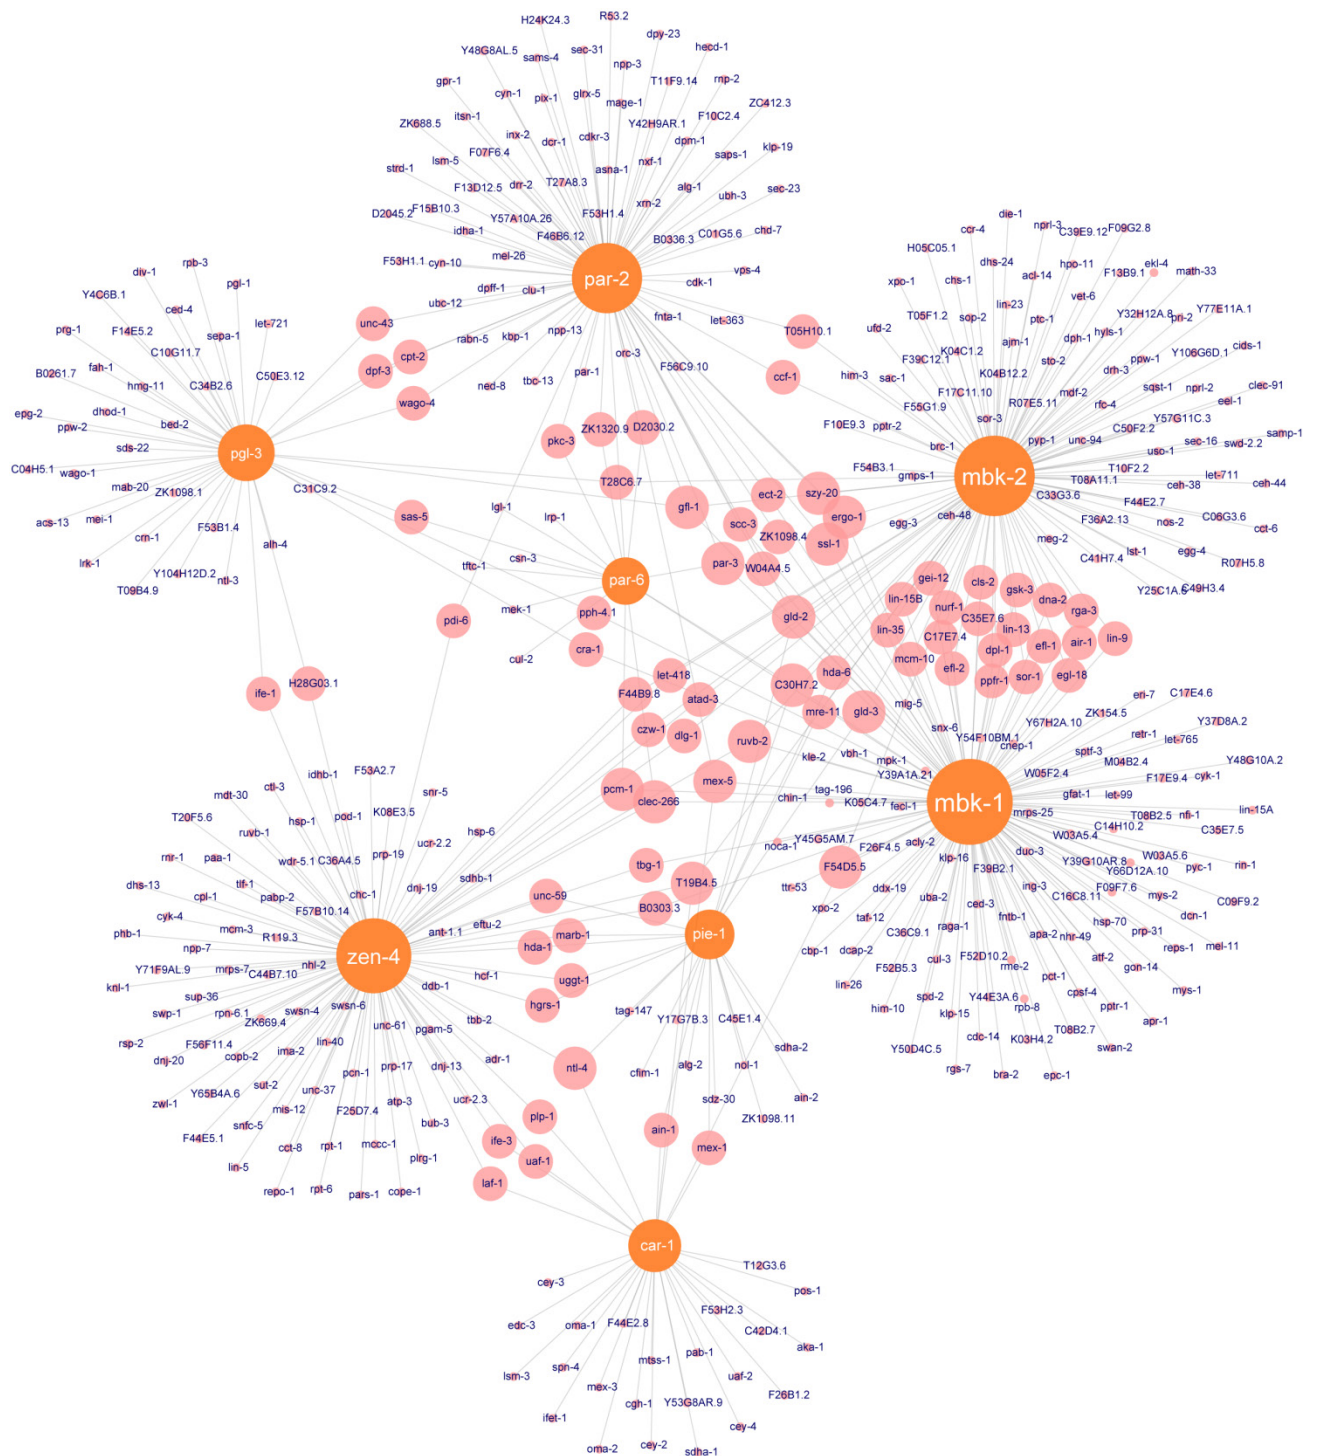 R53.2
H24K24.3
dpy-23
hecd-1
Y48G8AL.5
sams-4
sec-31
npp-3
T11F9.14
rnp-2
gpr-1
cyn-1
pix-1
glrx-5
mage-1
F10C2.4
ZC412.3
ZK688.5
itsn-1
inx-2
dcr-1
cdkr-3
Y42H9AR.1
dpm-1
saps-1
klp-19
strd-1
lsm-5
F07F6.4
drr-2
T27A8.3
asna-1
nxf-1
alg-1
ubh-3
sec-23
D2045.2
F15B10.3
F13D12.5
Y57A10A.26
F53H1.4
xrn-2
idha-1
F46B6.12
B0336.3
C01G5.6
chd-7
F53H1.1
cyn-10
mel-26
par-2
cdk-1
vps-4
ubc-12
dpff-1
clu-1
fnta-1
let-363
T05H10.1
rabn-5
kbp-1
npp-13
orc-3
F56C9.10
ccf-1
ned-8
tbc-13
par-1
unc-43
cpt-2
dpf-3
wago-4
div-1
rpb-3
pgl-1
Y4C6B.1
ced-4
let-721
prg-1
F14E5.2
sepa-1
fah-1
C10G11.7
C50E3.12
B0261.7
hmg-11
C34B2.6
epg-2
dhod-1
bed-2
ppw-2
sds-22
pgl-3
C04H5.1
wago-1
C31C9.2
mab-20
ZK1098.1
acs-13
mei-1
F53B1.4
crn-1
alh-4
lrk-1
Y104H12D.2
ntl-3
T09B4.9
die-1
nprl-3
ccr-4
C39E9.12
F09G2.8
H05C05.1
dhs-24
hpo-11
ekl-4
xpo-1
chs-1
acl-14
F13B9.1
math-33
lin-23
vet-6
T05F1.2
sop-2
ptc-1
Y32H12A.8
Y77E11A.1
ufd-2
hyls-1
pri-2
K04C1.2
ajm-1
dph-1
F39C12.1
sto-2
ppw-1
Y106G6D.1
cids-1
him-3
sac-1
K04B12.2
mdf-2
drh-3
F17C11.10
sqst-1
nprl-2
clec-91
F55G1.9
R07E5.11
rfc-4
eel-1
F10E9.3
sor-3
Y57G11C.3
pptr-2
C50F2.2
brc-1
pyp-1
unc-94
sec-16
swd-2.2
samp-1
uso-1
F54B3.1
gmps-1
mbk-2
T10F2.2
T08A11.1
let-711
ceh-38
ceh-44
C33G3.6
F44E2.7
C06G3.6
F36A2.13
nos-2
cct-6
ceh-48
egg-3
meg-2
lst-1
egg-4
C41H7.4
R07H5.8
Y25C1A.6
C49H3.4
pkc-3
ZK1320.9
D2030.2
T28C6.7
gfl-1
ect-2
szy-20
scc-3
ergo-1
ZK1098.4
ssl-1
par-3
W04A4.5
sas-5
lgl-1
lrp-1
csn-3
tftc-1
par-6
mek-1
pph-4.1
cul-2
cra-1
pdi-6
gld-2
gei-12
cls-2
gsk-3
dna-2
rga-3
lin-15B
nurf-1
C35E7.6
lin-13
air-1
lin-9
lin-35
C17E7.4
dpl-1
efl-1
mcm-10
efl-2
ppfr-1
sor-1
egl-18
let-418
F44B9.8
atad-3
C30H7.2
hda-6
mre-11
gld-3
czw-1
dlg-1
ruvb-2
pcm-1
mex-5
clec-266
ife-1
H28G03.1
mig-5
snx-6
Y67H2A.10
Y54F10BM.1
cnep-1
kle-2
vbh-1
mpk-1
Y39A1A.21
eri-7
C17E4.6
ZK154.5
Y37D8A.2
retr-1
let-765
sptf-3
M04B2.4
Y48G10A.2
W05F2.4
F17E9.4
cyk-1
gfat-1
let-99
lin-15A
mbk-1
tag-196
chin-1
K05C4.7
fecl-1
mrps-25
T08B2.5
nfi-1
C14H10.2
C35E7.5
W03A5.4
noca-1
Y45G5AM.7
acly-2
duo-3
F26F4.5
klp-16
Y39G10AR.8
W03A5.6
pyc-1
rin-1
F39B2.1
Y66D12A.10
F54D5.5
ttr-53
ddx-19
ing-3
F09F7.6
mys-2
C09F9.2
xpo-2
uba-2
ced-3
C16C8.11
dcn-1
taf-12
fntb-1
hsp-70
raga-1
apa-2
prp-31
C36C9.1
nhr-49
reps-1
mel-11
cbp-1
dcap-2
cul-3
F52D10.2
atf-2
F52B5.3
rme-2
gon-14
lin-26
pct-1
mys-1
spd-2
Y44E3A.6
cpsf-4
him-10
rpb-8
pptr-1
klp-15
apr-1
T08B2.7
cdc-14
K03H4.2
swan-2
Y50D4C.5
rgs-7
bra-2
epc-1
F53A2.7
idhb-1
ctl-3
snr-5
mdt-30
K08E3.5
T20F5.6
hsp-1
pod-1
ruvb-1
ucr-2.2
hsp-6
rnr-1
paa-1
wdr-5.1
C36A4.5
prp-19
sdhb-1
dhs-13
tlf-1
chc-1
dnj-19
cpl-1
pabp-2
F57B10.14
cyk-4
mcm-3
ant-1.1
eftu-2
phb-1
R119.3
npp-7
zen-4
Y71F9AL.9
mrps-7
nhl-2
C44B7.10
knl-1
hcf-1
ddb-1
sup-36
swsn-6
rpn-6.1
swsn-4
swp-1
ZK669.4
unc-61
pgam-5
tbb-2
F56F11.4
lin-40
rsp-2
copb-2
ima-2
adr-1
dnj-20
prp-17
dnj-13
pcn-1
Y65B4A.6
sut-2
unc-37
zwl-1
mis-12
atp-3
ucr-2.3
snfc-5
F25D7.4
bub-3
F44E5.1
cct-8
rpt-1
mccc-1
plrg-1
lin-5
repo-1
rpt-6
pars-1
cope-1
tbg-1
T19B4.5
unc-59
B0303.3
hda-1
marb-1
pie-1
uggt-1
hgrs-1
tag-147
Y17G7B.3
C45E1.4
sdha-2
ntl-4
cfim-1
alg-2
nol-1
sdz-30
ain-2
ZK1098.11
plp-1
ife-3
uaf-1
laf-1
ain-1
mex-1
car-1
T12G3.6
cey-3
pos-1
F53H2.3
edc-3
oma-1
F44E2.8
C42D4.1
aka-1
mtss-1
pab-1
lsm-3
spn-4
uaf-2
mex-3
F26B1.2
cgh-1
Y53G8AR.9
ifet-1
cey-4
oma-2
cey-2
sdha-1